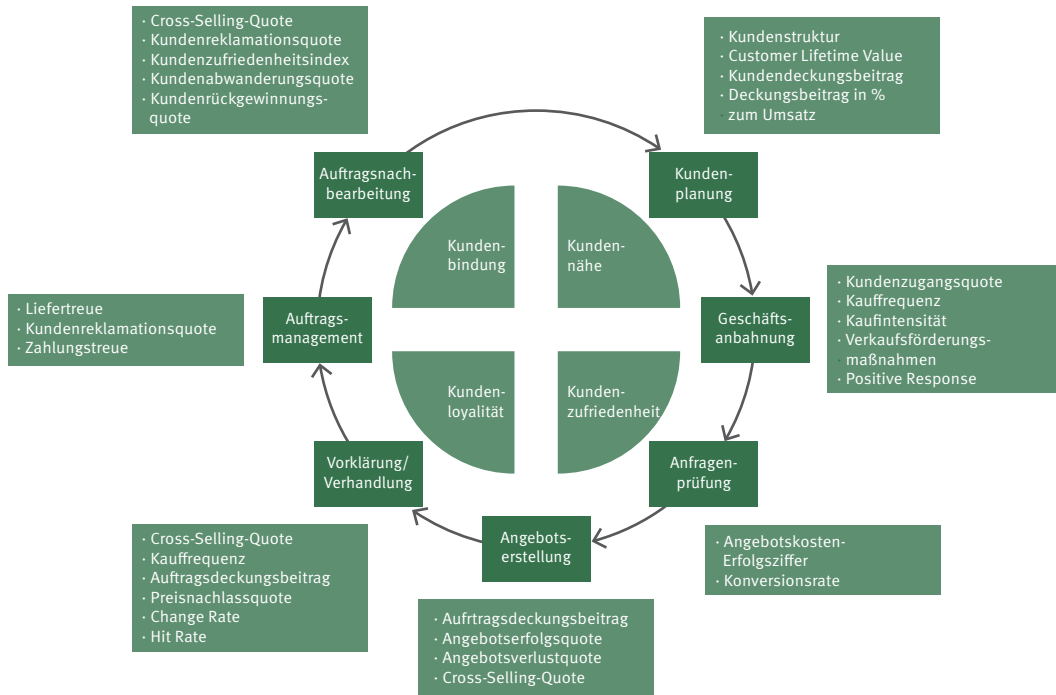 · Cross-Selling-Quote
· Kundenreklamationsquote
· Kundenzufriedenheitsindex
· Kundenabwanderungsquote
· Kundenrückgewinnungs-
quote
· Kundenstruktur
· Customer Lifetime Value
· Kundendeckungsbeitrag
· Deckungsbeitrag in %
· zum Umsatz
Auftragsnach-
bearbeitung
Kunden-
planung
Kunden-
bindung
Kunden-
nähe
· Liefertreue
· Kundenreklamationsquote
· Zahlungstreue
Auftrags-
management
Geschäfts-
anbahnung
· Kundenzugangsquote
· Kauffrequenz
· Kaufintensität
· Verkaufsförderungs-
· maßnahmen
· Positive Response
Kunden-
loyalität
Kunden-
zufriedenheit
Vorklärung/
Verhandlung
Anfragen-
prüfung
Angebots-
erstellung
· Cross-Selling-Quote
· Kauffrequenz
· Auftragsdeckungsbeitrag
· Preisnachlassquote
· Change Rate
· Hit Rate
· Angebotskosten-
Erfolgsziffer
· Konversionsrate
· Aufrtragsdeckungsbeitrag
· Angebotserfolgsquote
· Angebotsverlustquote
· Cross-Selling-Quote